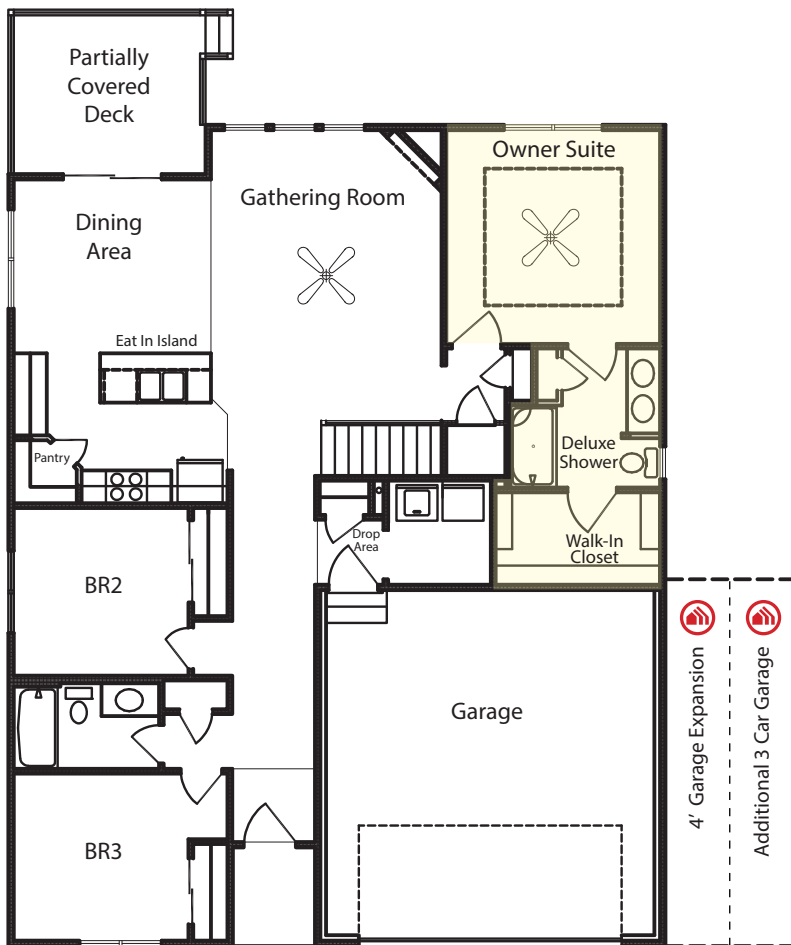 Partially
Covered
Deck
Owner Suite
Gathering Room
Dining
Area
Eat In Island
Pantry
Deluxe
Shower
Drop
Area
Walk-In
Closet
BR2
Garage
4' Garage Expansion
Additional 3 Car Garage
BR3